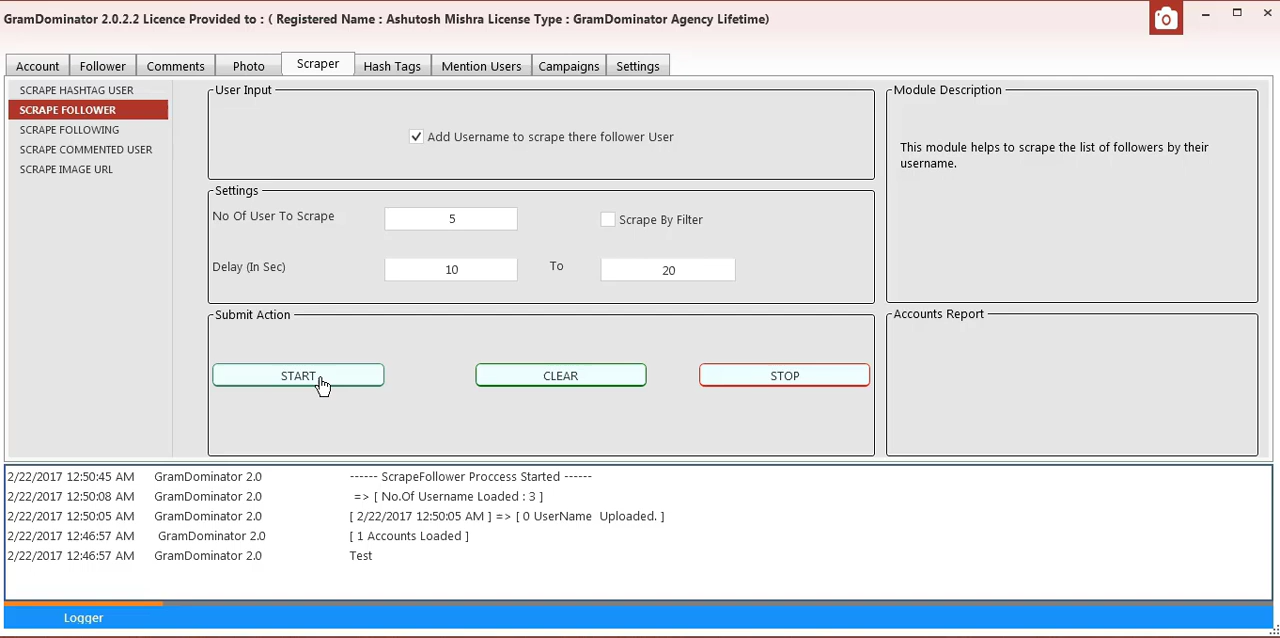 GramDominator 2.0.2.2 Licence Provided to : ( Registered Name : Ashutosh Mishra License Type : GramDominator Agency Lifetime)
Account Follower Comments Photo Scraper Hash Tags Mention Users Campaigns Settings
SCRAPE HASHTAG USER
SCRAPE FOLLOWER
SCRAPE FOLLOWING
SCRAPE COMMENTED USER
SCRAPE IMAGE URL
User Input
Add Username to scrape there follower User
Settings
No Of User To Scrape 5 Scrape By Filter
Delay (In Sec) 10 To 20
Submit Action
START CLEAR STOP
Module Description
This module helps to scrape the list of followers by their
username.
Accounts Report
2/22/2017 12:50:45 AM GramDominator 2.0 ------ ScrapeFollower Proccess Started ------
2/22/2017 12:50:08 AM GramDominator 2.0 => [ No.Of Username Loaded : 3 ]
2/22/2017 12:50:05 AM GramDominator 2.0 [ 2/22/2017 12:50:05 AM ] => [ 0 UserName Uploaded. ]
2/22/2017 12:46:57 AM GramDominator 2.0 [ 1 Accounts Loaded ]
2/22/2017 12:46:57 AM GramDominator 2.0 Test
Logger